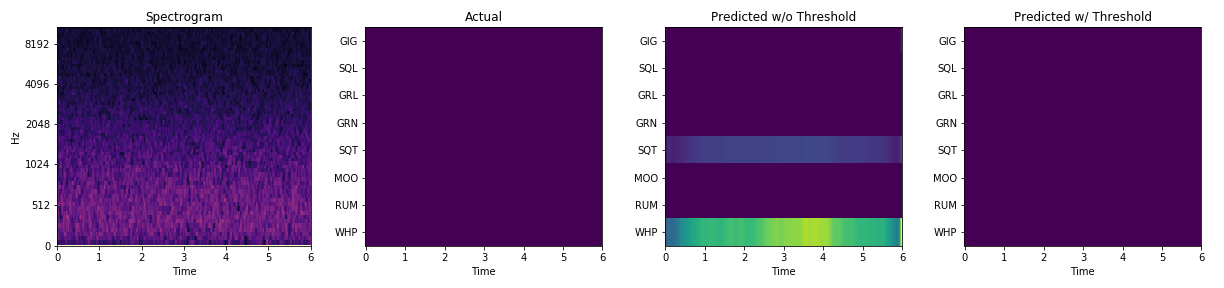 Spectrogram
8192
4096
2048
1024
512
0
Hz
0 1 2 3 4 5 6
Time
Actual
GIG
SQL
GRL
GRN
SQT
MOO
RUM
WHP
0 1 2 3 4 5 6
Time
Predicted w/o Threshold
GIG
SQL
GRL
GRN
SQT
MOO
RUM
WHP
0 1 2 3 4 5 6
Time
Predicted w/ Threshold
GIG
SQL
GRL
GRN
SQT
MOO
RUM
WHP
0 1 2 3 4 5 6
Time